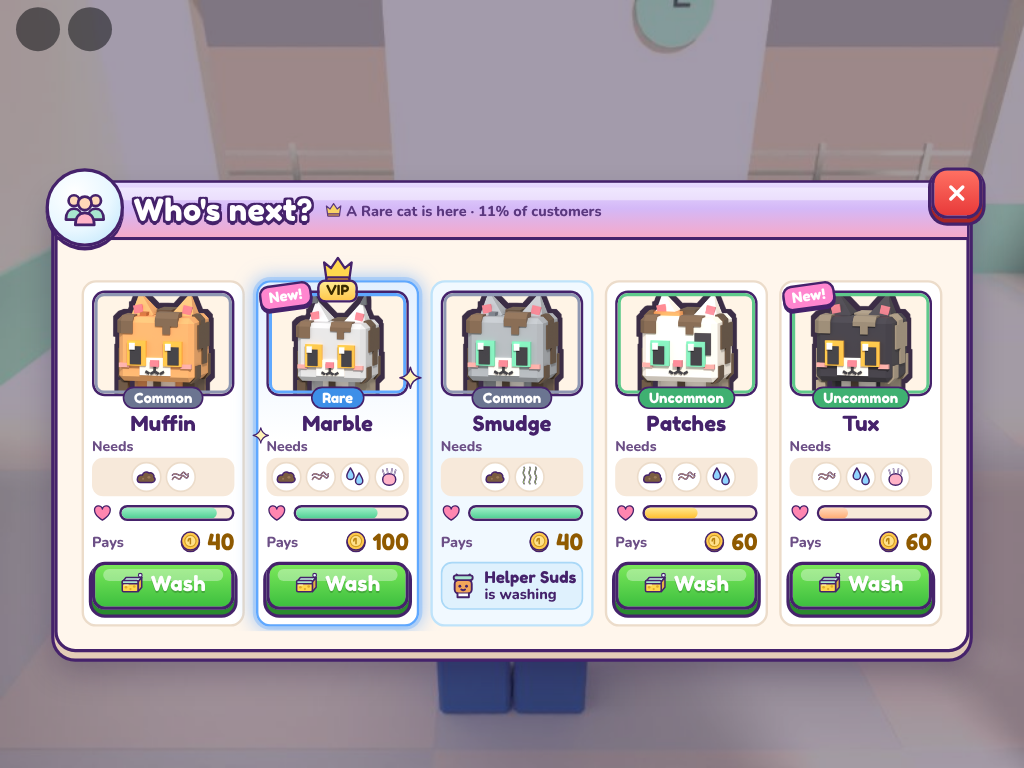 Who's next?
A Rare cat is here · 11% of customers
Common
Muffin
Needs
Pays
40
Wash
New!
VIP
Rare
Marble
Needs
Pays
100
Wash
Common
Smudge
Needs
Pays
40
Helper Suds
is washing
Uncommon
Patches
Needs
Pays
60
Wash
New!
Uncommon
Tux
Needs
Pays
60
Wash